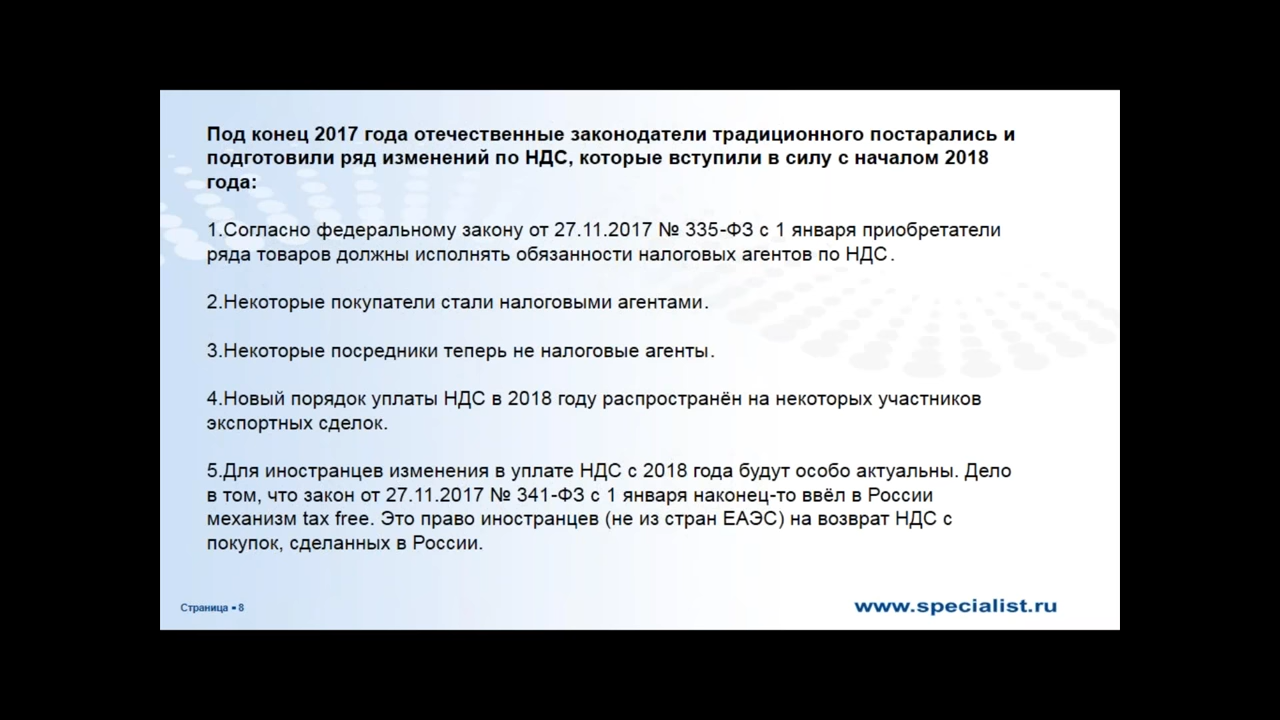 Под конец 2017 года отечественные законодатели традиционного постарались и
подготовили ряд изменений по НДС, которые вступили в силу с началом 2018
года:
1.Согласно федеральному закону от 27.11.2017 № 335-ФЗ с 1 января приобретатели
ряда товаров должны исполнять обязанности налоговых агентов по НДС.
2.Некоторые покупатели стали налоговыми агентами.
3.Некоторые посредники теперь не налоговые агенты.
4.Новый порядок уплаты НДС в 2018 году распространён на некоторых участников
экспортных сделок.
5.Для иностранцев изменения в уплате НДС с 2018 года будут особо актуальны. Дело
в том, что закон от 27.11.2017 № 341-ФЗ с 1 января наконец-то ввёл в России
механизм tax free. Это право иностранцев (не из стран ЕАЭС) на возврат НДС с
покупок, сделанных в России.
Страница ▪ 8
www.specialist.ru